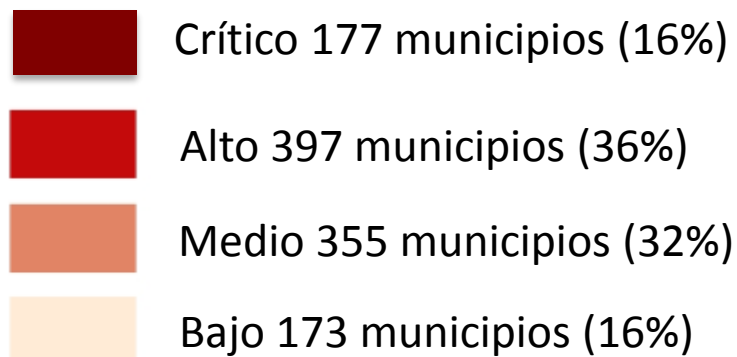 Crítico 177 municipios (16%)
Alto 397 municipios (36%)
Medio 355 municipios (32%)
Bajo 173 municipios (16%)